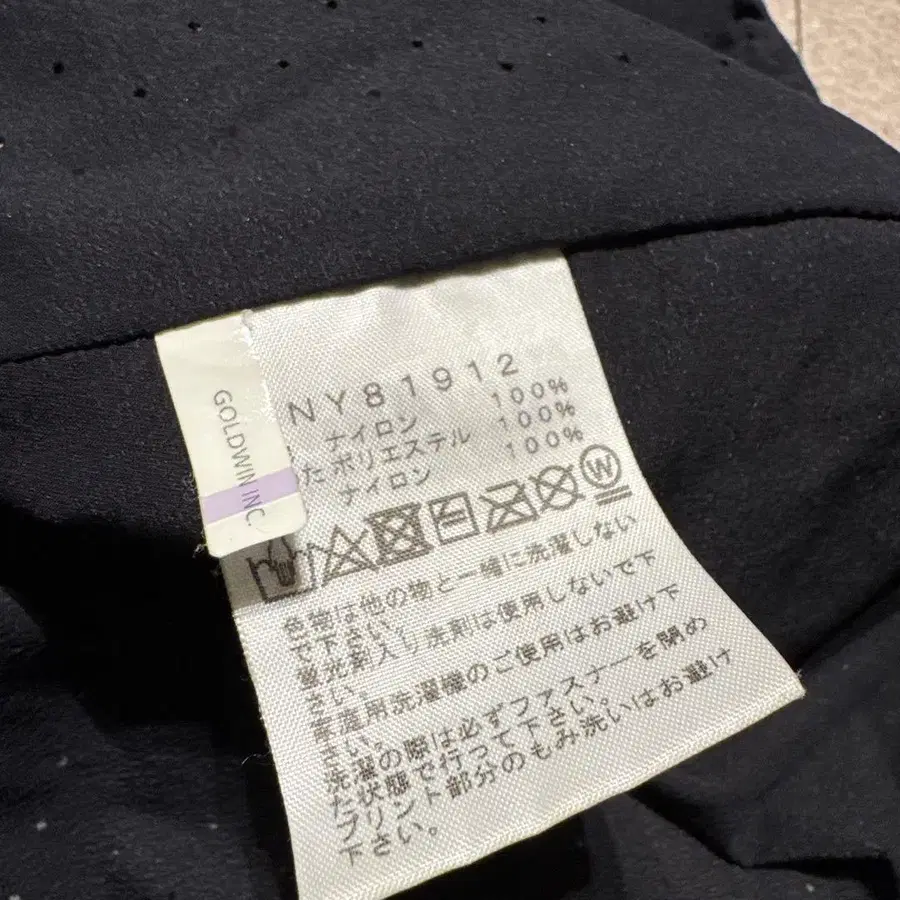 GOLDWIN INC.
NY81912
ナイロン 100%
た ポリエステル 100%
ナイロン 100%
W
色物は他の物と一緒に洗濯しない
下さい。
蛍光剤入り洗剤は使用しないで下
さい。
家庭用洗濯機のご使用はお避け下
さい。
洗濯の際は必ずファスナーを閉め
た状態で行って下さい。
プリント部分のもみ洗いはお避け
下さい。